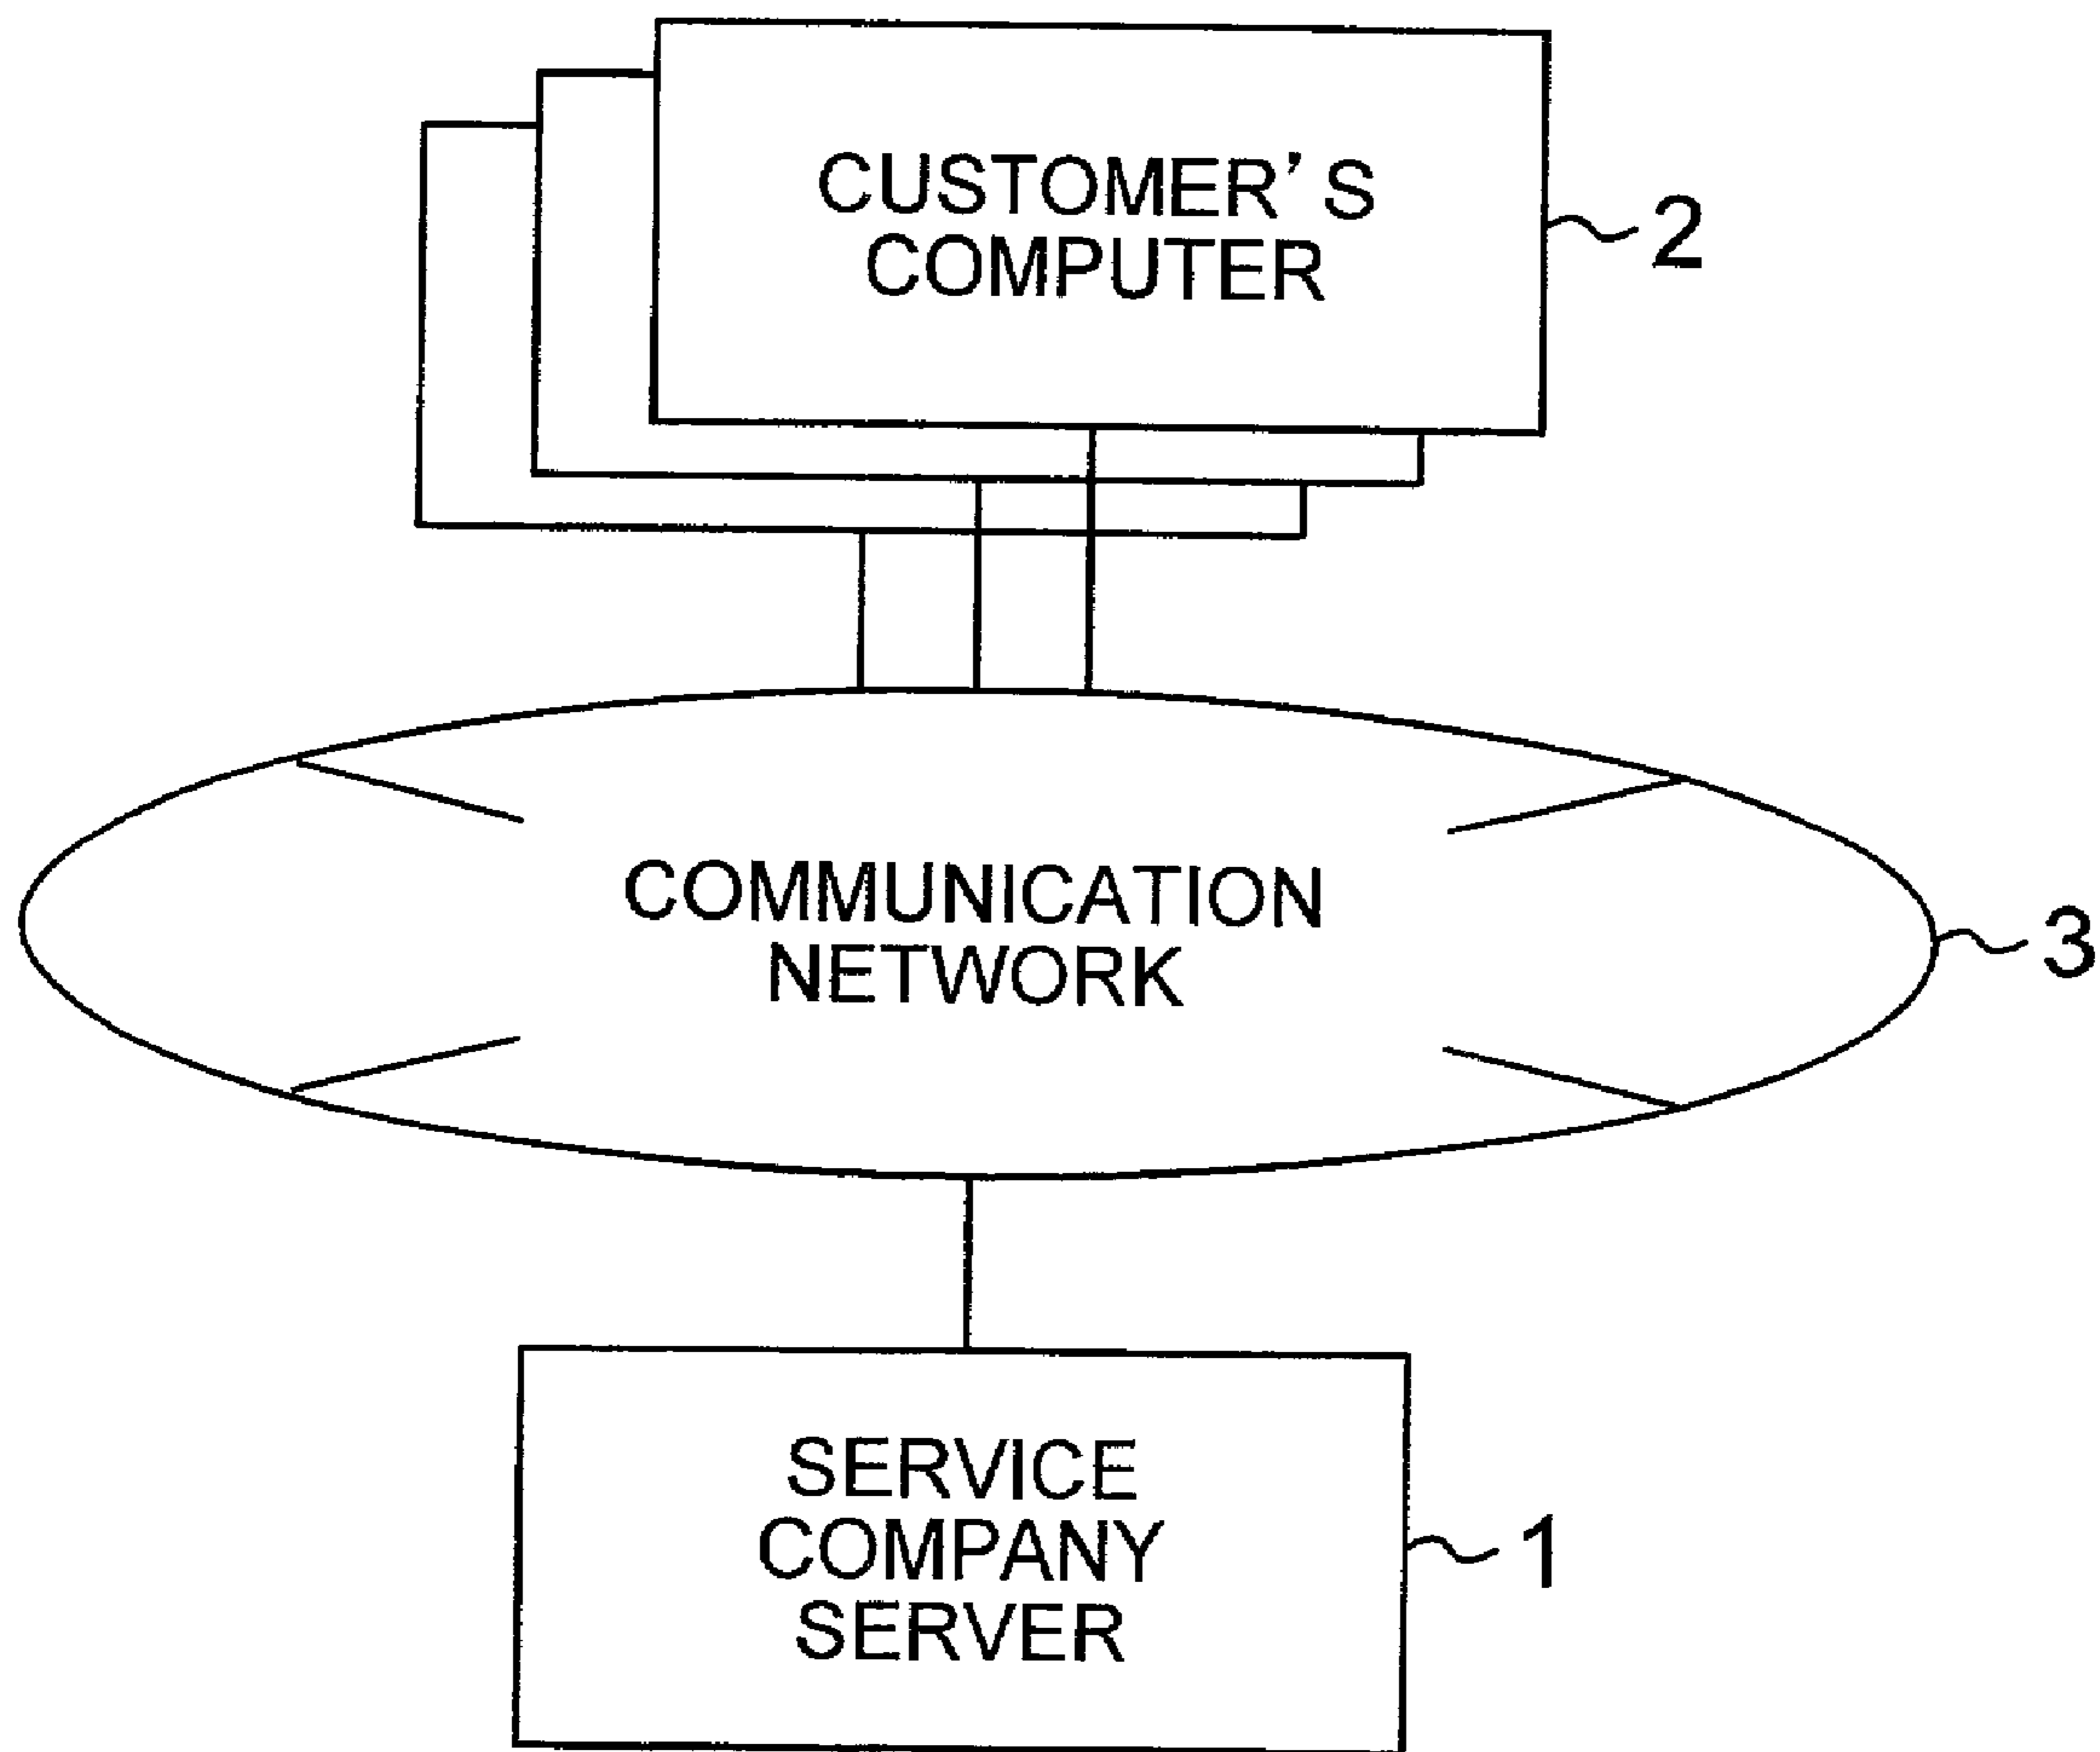 CUSTOMER'S
COMPUTER
2
COMMUNICATION
NETWORK
3
SERVICE
COMPANY
SERVER
1